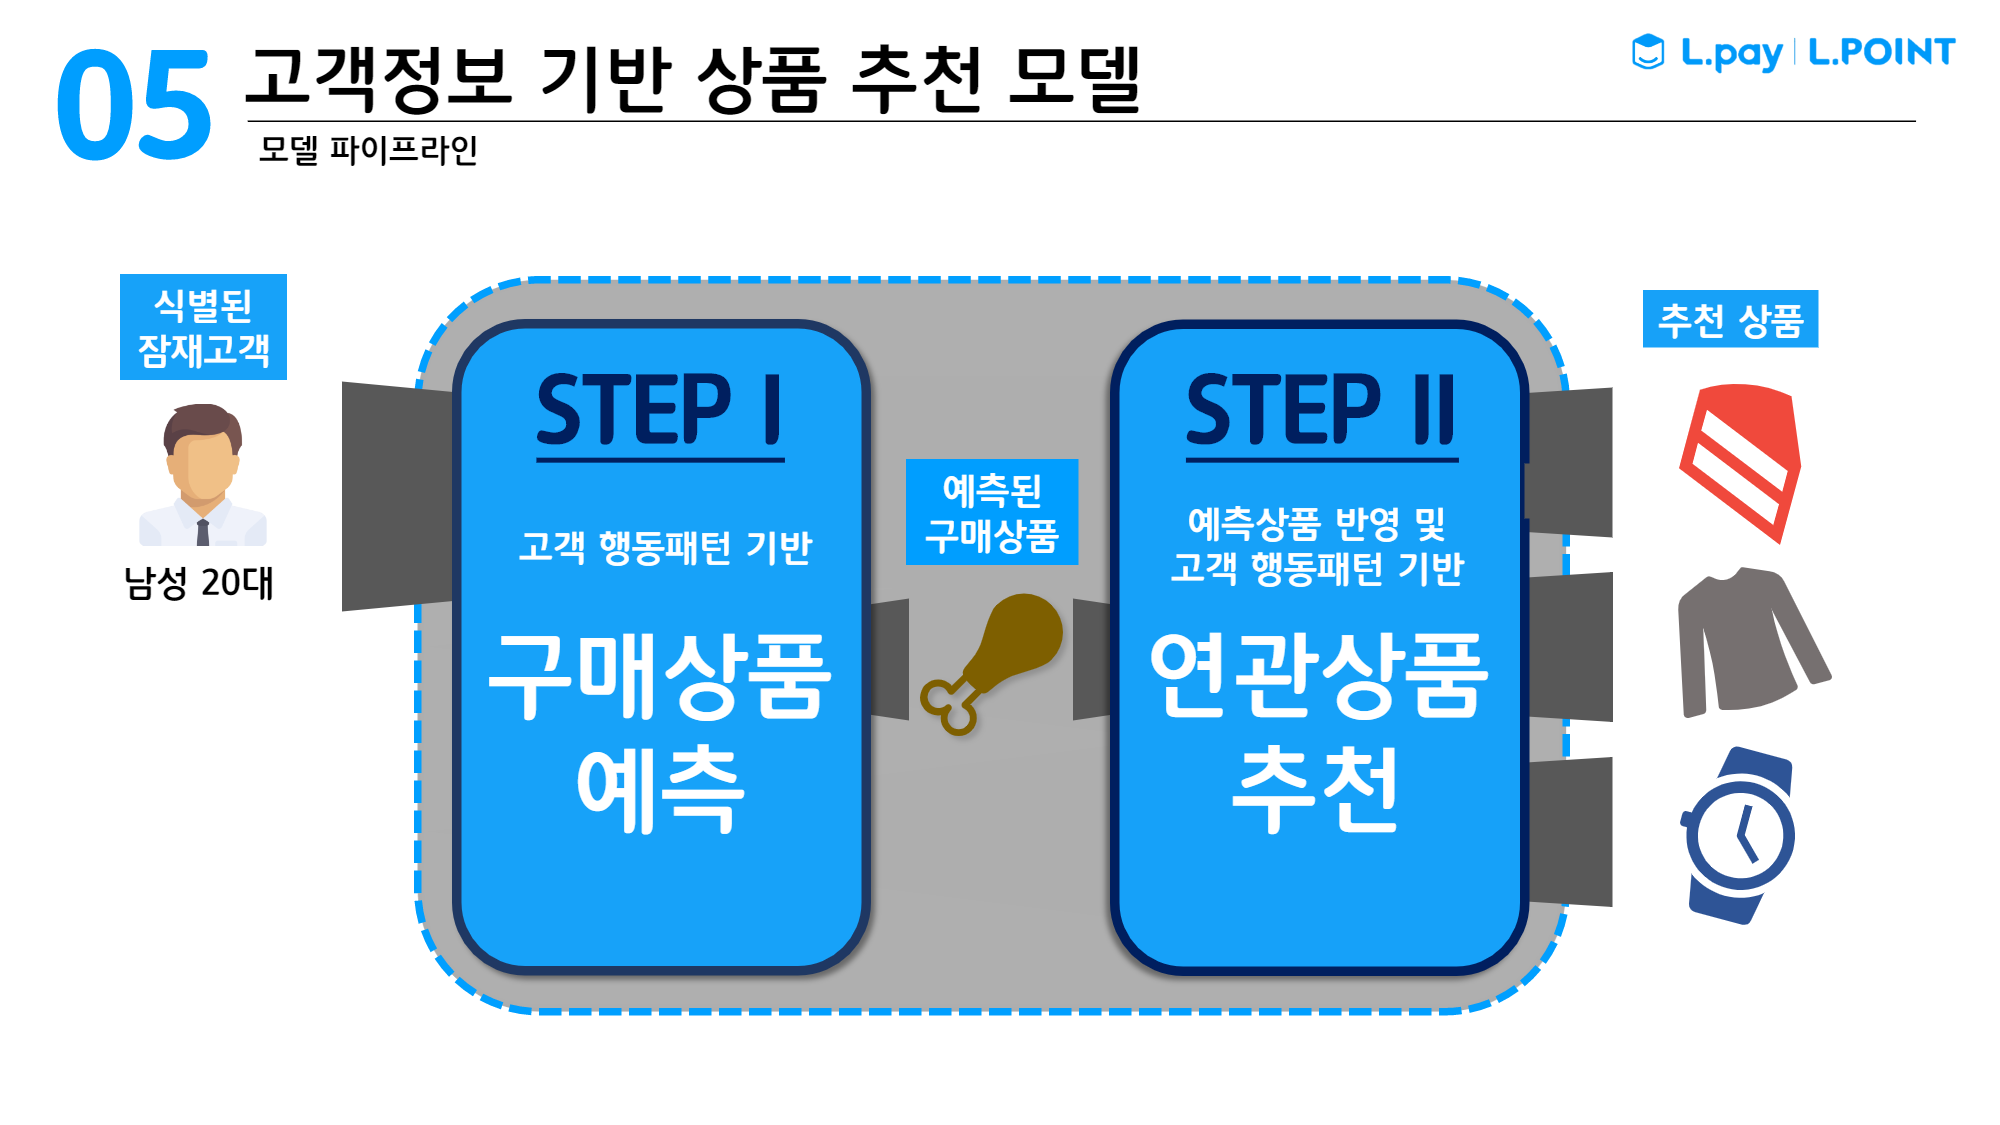 05
고객정보 기반 상품 추천 모델
L.pay | L.POINT
모델 파이프라인
식별된
잠재고객
남성 20대
STEP I
고객 행동패턴 기반
구매상품
예측
예측된
구매상품
STEP II
예측상품 반영 및
고객 행동패턴 기반
연관상품
추천
추천 상품